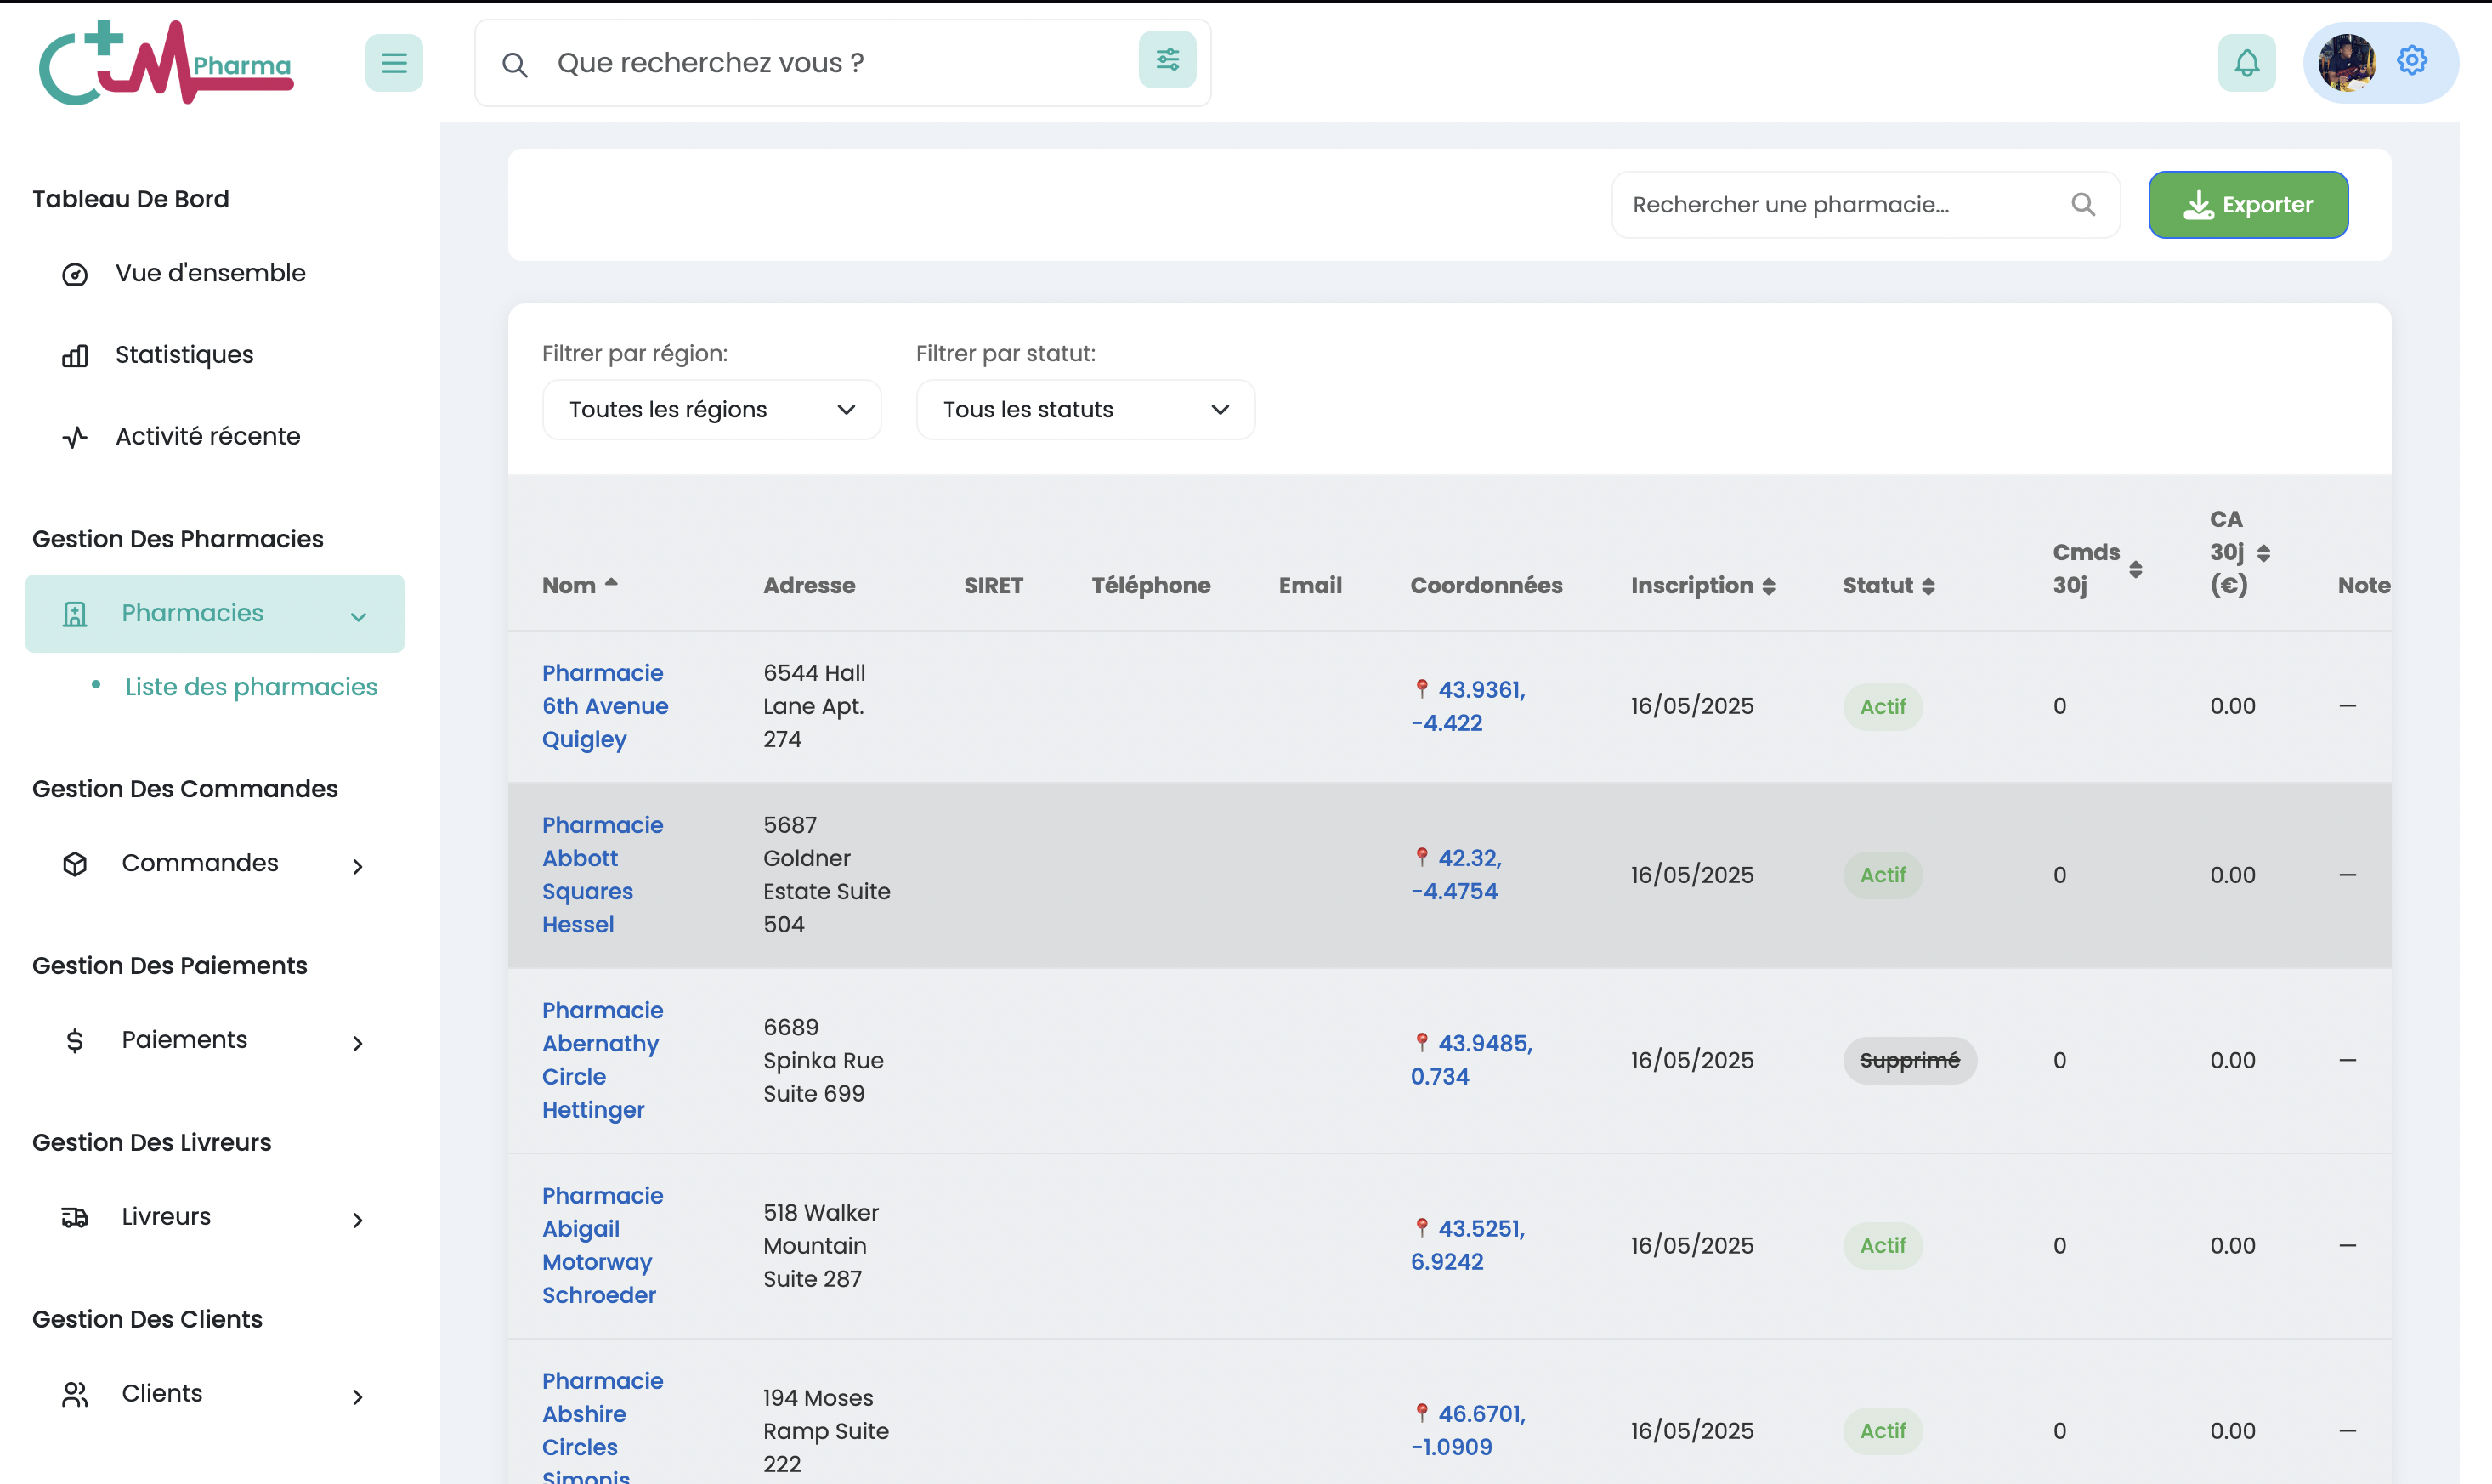 Pharma
Que recherchez vous ?
Tableau De Bord
Vue d'ensemble
Statistiques
Activité récente
Gestion Des Pharmacies
Pharmacies
Liste des pharmacies
Gestion Des Commandes
Commandes
Gestion Des Paiements
Paiements
Gestion Des Livreurs
Livreurs
Gestion Des Clients
Clients
Rechercher une pharmacie...
Exporter
Filtrer par région:
Filtrer par statut:
Toutes les régions
Tous les statuts
Nom
Adresse
SIRET
Téléphone
Email
Coordonnées
Inscription
Statut
Cmds
30j
CA
30j
(€)
Note
Pharmacie
6th Avenue
Quigley
6544 Hall
Lane Apt.
274
43.9361,
-4.422
16/05/2025
Actif
0
0.00
—
Pharmacie
Abbott
Squares
Hessel
5687
Goldner
Estate Suite
504
42.32,
-4.4754
16/05/2025
Actif
0
0.00
—
Pharmacie
Abernathy
Circle
Hettinger
6689
Spinka Rue
Suite 699
43.9485,
0.734
16/05/2025
Supprimé
0
0.00
—
Pharmacie
Abigail
Motorway
Schroeder
518 Walker
Mountain
Suite 287
43.5251,
6.9242
16/05/2025
Actif
0
0.00
—
Pharmacie
Abshire
Circles
Simonis
194 Moses
Ramp Suite
222
46.6701,
-1.0909
16/05/2025
Actif
0
0.00
—